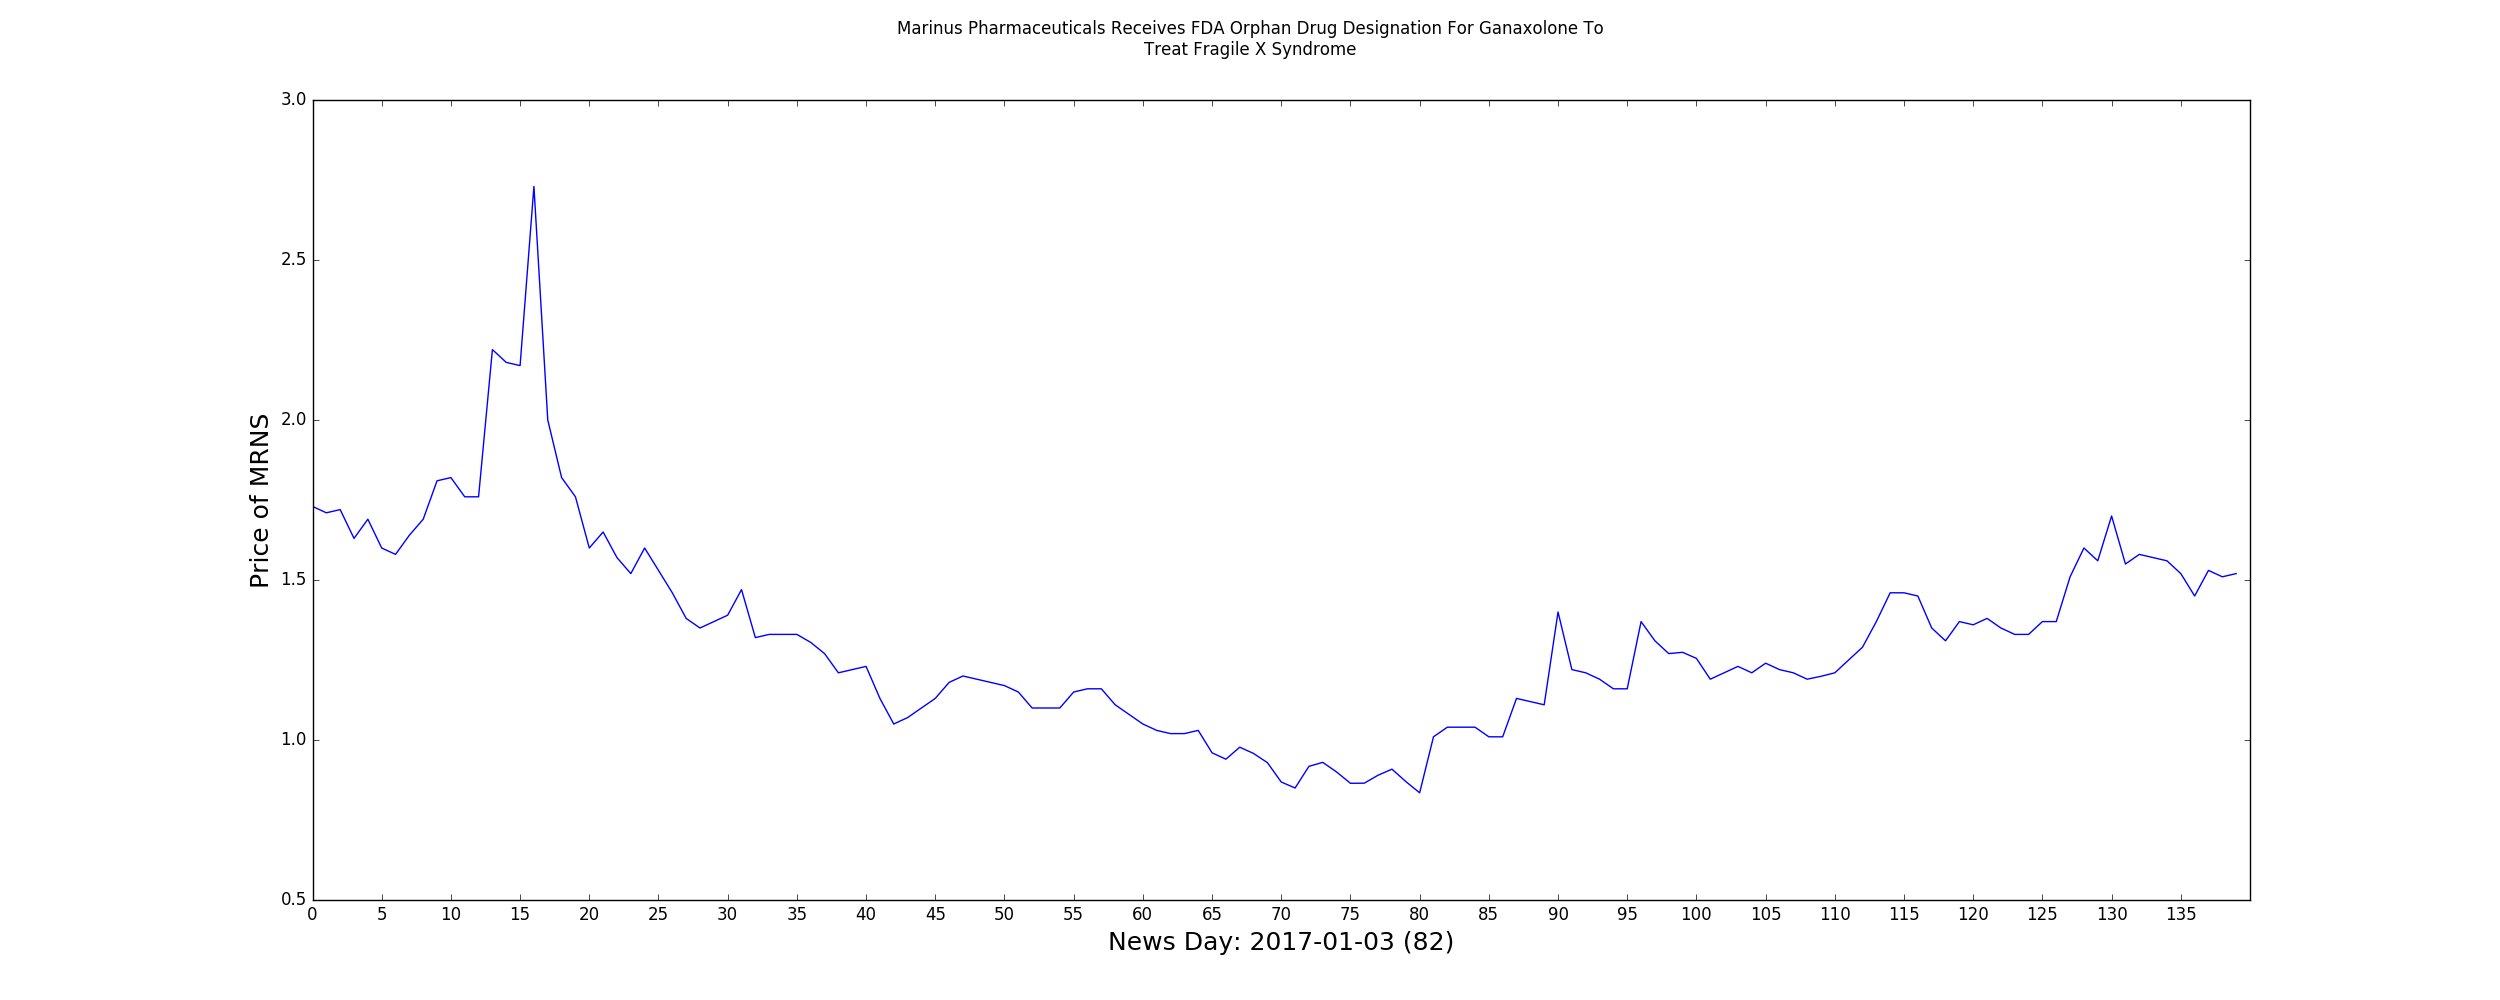 Marinus Pharmaceuticals Receives FDA Orphan Drug Designation For Ganaxolone To
Treat Fragile X Syndrome
3.0
2.5
2.0
1.5
1.0
0.5
Price of MRNS
0 5 10 15 20 25 30 35 40 45 50 55 60 65 70 75 80 85 90 95 100 105 110 115 120 125 130 135
News Day: 2017-01-03 (82)